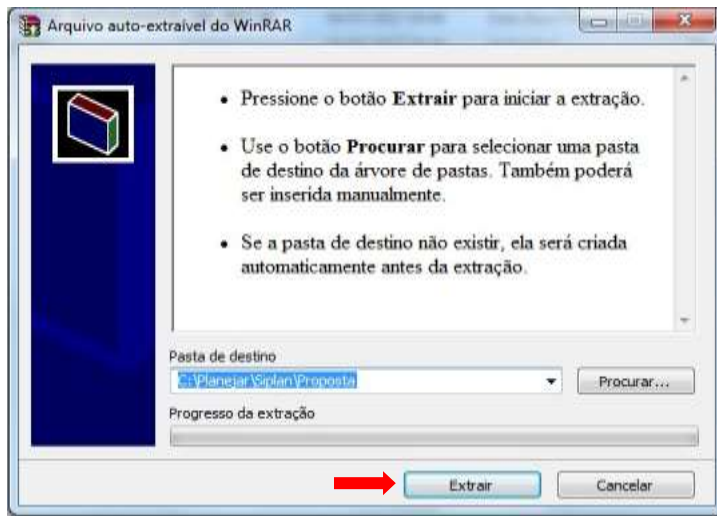 Arquivo auto-extraível do WinRAR
• Pressione o botão Extrair para iniciar a extração.
• Use o botão Procurar para selecionar uma pasta
de destino da árvore de pastas. Também poderá
ser inserida manualmente.
• Se a pasta de destino não existir, ela será criada
automaticamente antes da extração.
Pasta de destino
C:\Planejar\Siplan\Proposta
Procurar...
Progresso da extração
Extrair
Cancelar